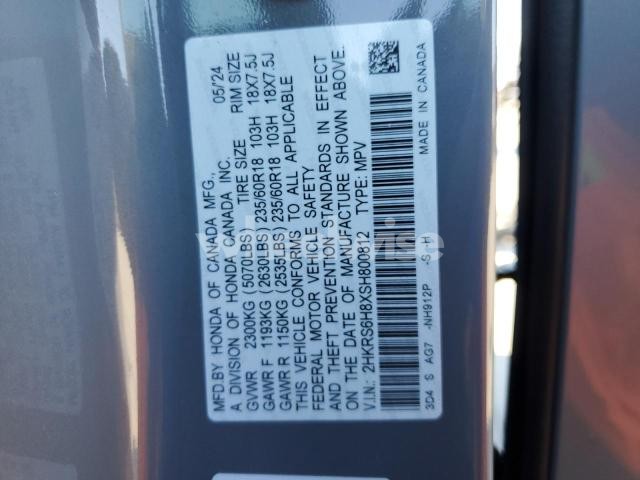 MFD.BY HONDA OF CANADA MFG., 05/24
A DIVISION OF HONDA CANADA INC.
GVWR 2300KG (5070LBS) TIRE SIZE RIM SIZE
GAWR F 1193KG (2630LBS) 235/60R18 103H 18X7.5J
GAWR R 1150KG (2535LBS) 235/60R18 103H 18X7.5J
THIS VEHICLE CONFORMS TO ALL APPLICABLE
FEDERAL MOTOR VEHICLE SAFETY
AND THEFT PREVENTION STANDARDS IN EFFECT
ON THE DATE OF MANUFACTURE SHOWN ABOVE.
V.I.N.: 2HKRS6H8XSH800812 TYPE: MPV
3D4 S AG7 -NH912P -S-H MADE IN CANADA